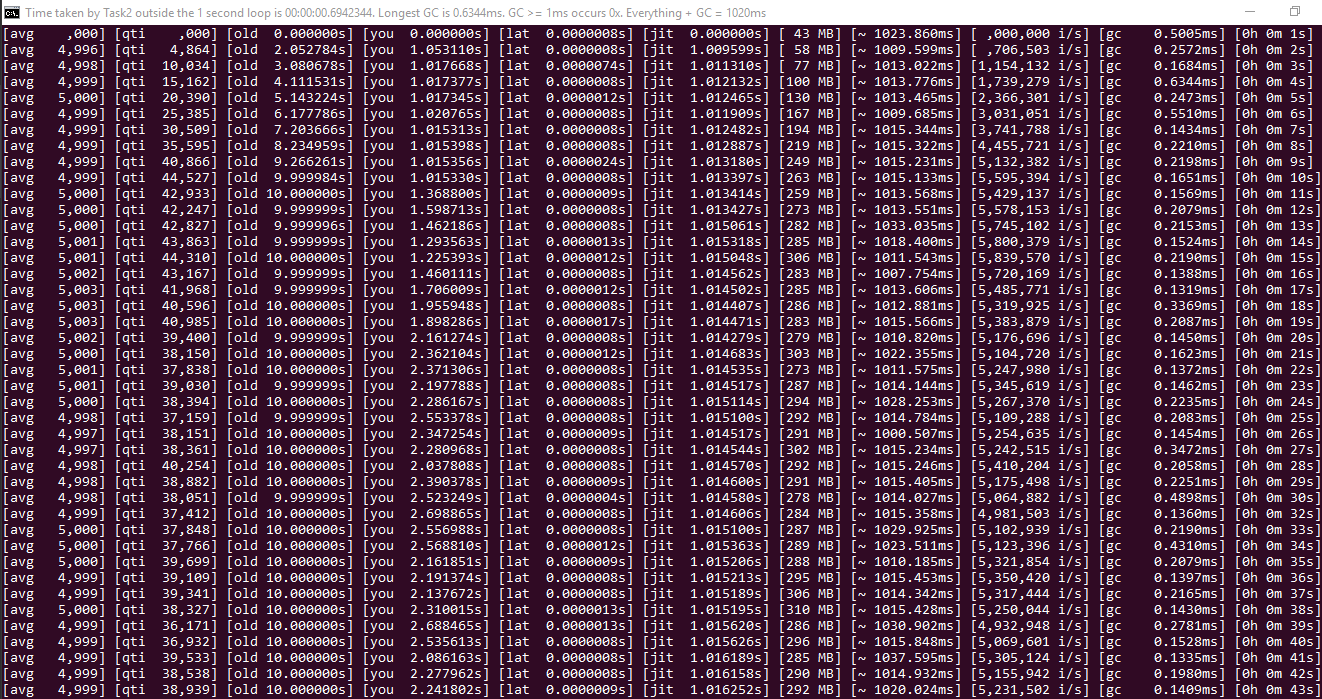 Time taken by Task2 outside the 1 second loop is 00:00:00.6942344. Longest GC is 0.6344ms. GC >= 1ms occurs 0x. Everything + GC = 1020ms
[avg   ,000] [qti   ,000] [old  0.000000s] [you  0.000000s] [lat  0.0000008s] [jit  0.000000s] [ 43 MB] [~ 1023.860ms] [ ,000,000 i/s] [gc    0.5005ms] [0h 0m 1s]
[avg   4,996] [qti   4,864] [old  2.052784s] [you  1.053110s] [lat  0.0000008s] [jit  1.009599s] [ 58 MB] [~ 1009.599ms] [ ,706,503 i/s] [gc    0.2572ms] [0h 0m 2s]
[avg   4,998] [qti  10,034] [old  3.080678s] [you  1.017668s] [lat  0.0000074s] [jit  1.011310s] [ 77 MB] [~ 1013.022ms] [1,154,132 i/s] [gc    0.1684ms] [0h 0m 3s]
[avg   4,999] [qti  15,162] [old  4.111531s] [you  1.017377s] [lat  0.0000008s] [jit  1.012132s] [100 MB] [~ 1013.776ms] [1,739,279 i/s] [gc    0.6344ms] [0h 0m 4s]
[avg   5,000] [qti  20,390] [old  5.143224s] [you  1.017345s] [lat  0.0000012s] [jit  1.012465s] [130 MB] [~ 1013.465ms] [2,366,301 i/s] [gc    0.2473ms] [0h 0m 5s]
[avg   4,999] [qti  25,385] [old  6.177786s] [you  1.020765s] [lat  0.0000008s] [jit  1.011909s] [167 MB] [~ 1009.685ms] [3,031,051 i/s] [gc    0.5510ms] [0h 0m 6s]
[avg   4,999] [qti  30,509] [old  7.203666s] [you  1.015313s] [lat  0.0000008s] [jit  1.012482s] [194 MB] [~ 1015.344ms] [3,741,788 i/s] [gc    0.1434ms] [0h 0m 7s]
[avg   4,999] [qti  35,595] [old  8.234959s] [you  1.015398s] [lat  0.0000008s] [jit  1.012887s] [219 MB] [~ 1015.322ms] [4,455,721 i/s] [gc    0.2210ms] [0h 0m 8s]
[avg   4,999] [qti  40,866] [old  9.266261s] [you  1.015356s] [lat  0.0000024s] [jit  1.013180s] [249 MB] [~ 1015.231ms] [5,132,382 i/s] [gc    0.2198ms] [0h 0m 9s]
[avg   4,999] [qti  44,527] [old  9.999984s] [you  1.015330s] [lat  0.0000008s] [jit  1.013397s] [263 MB] [~ 1015.133ms] [5,595,394 i/s] [gc    0.1651ms] [0h 0m 10s]
[avg   5,000] [qti  42,933] [old 10.000000s] [you  1.368800s] [lat  0.0000009s] [jit  1.013414s] [259 MB] [~ 1013.568ms] [5,429,137 i/s] [gc    0.1569ms] [0h 0m 11s]
[avg   5,000] [qti  42,247] [old  9.999999s] [you  1.598713s] [lat  0.0000008s] [jit  1.013427s] [273 MB] [~ 1013.551ms] [5,578,153 i/s] [gc    0.2079ms] [0h 0m 12s]
[avg   5,000] [qti  42,827] [old  9.999996s] [you  1.462186s] [lat  0.0000008s] [jit  1.015061s] [282 MB] [~ 1033.035ms] [5,745,102 i/s] [gc    0.2153ms] [0h 0m 13s]
[avg   5,001] [qti  43,863] [old  9.999999s] [you  1.293563s] [lat  0.0000013s] [jit  1.015318s] [285 MB] [~ 1018.400ms] [5,800,379 i/s] [gc    0.1524ms] [0h 0m 14s]
[avg   5,001] [qti  44,310] [old 10.000000s] [you  1.225393s] [lat  0.0000012s] [jit  1.015048s] [306 MB] [~ 1011.543ms] [5,839,570 i/s] [gc    0.2190ms] [0h 0m 15s]
[avg   5,002] [qti  43,167] [old  9.999999s] [you  1.460111s] [lat  0.0000008s] [jit  1.014562s] [283 MB] [~ 1007.754ms] [5,720,169 i/s] [gc    0.1388ms] [0h 0m 16s]
[avg   5,003] [qti  41,968] [old  9.999999s] [you  1.706009s] [lat  0.0000012s] [jit  1.014502s] [285 MB] [~ 1013.606ms] [5,485,771 i/s] [gc    0.1319ms] [0h 0m 17s]
[avg   5,003] [qti  40,596] [old 10.000000s] [you  1.955948s] [lat  0.0000008s] [jit  1.014407s] [286 MB] [~ 1012.881ms] [5,319,925 i/s] [gc    0.3369ms] [0h 0m 18s]
[avg   5,003] [qti  40,985] [old 10.000000s] [you  1.898286s] [lat  0.0000017s] [jit  1.014471s] [283 MB] [~ 1015.566ms] [5,383,879 i/s] [gc    0.2087ms] [0h 0m 19s]
[avg   5,002] [qti  39,400] [old  9.999999s] [you  2.161274s] [lat  0.0000008s] [jit  1.014279s] [279 MB] [~ 1010.820ms] [5,176,696 i/s] [gc    0.1450ms] [0h 0m 20s]
[avg   5,000] [qti  38,150] [old 10.000000s] [you  2.362104s] [lat  0.0000012s] [jit  1.014683s] [303 MB] [~ 1022.355ms] [5,104,720 i/s] [gc    0.1623ms] [0h 0m 21s]
[avg   5,001] [qti  37,838] [old 10.000000s] [you  2.371306s] [lat  0.0000008s] [jit  1.014535s] [273 MB] [~ 1011.575ms] [5,247,980 i/s] [gc    0.1372ms] [0h 0m 22s]
[avg   5,001] [qti  39,030] [old  9.999999s] [you  2.197788s] [lat  0.0000008s] [jit  1.014517s] [287 MB] [~ 1014.144ms] [5,345,619 i/s] [gc    0.1462ms] [0h 0m 23s]
[avg   5,000] [qti  38,394] [old 10.000000s] [you  2.286167s] [lat  0.0000008s] [jit  1.015114s] [294 MB] [~ 1028.253ms] [5,267,370 i/s] [gc    0.2235ms] [0h 0m 24s]
[avg   4,998] [qti  37,159] [old  9.999999s] [you  2.553378s] [lat  0.0000008s] [jit  1.015100s] [292 MB] [~ 1014.784ms] [5,109,288 i/s] [gc    0.2083ms] [0h 0m 25s]
[avg   4,997] [qti  38,151] [old 10.000000s] [you  2.347254s] [lat  0.0000009s] [jit  1.014517s] [291 MB] [~ 1000.507ms] [5,254,635 i/s] [gc    0.1454ms] [0h 0m 26s]
[avg   4,997] [qti  38,361] [old 10.000000s] [you  2.280968s] [lat  0.0000008s] [jit  1.014544s] [302 MB] [~ 1015.234ms] [5,242,515 i/s] [gc    0.3472ms] [0h 0m 27s]
[avg   4,998] [qti  40,254] [old 10.000000s] [you  2.037808s] [lat  0.0000008s] [jit  1.014570s] [292 MB] [~ 1015.246ms] [5,410,204 i/s] [gc    0.2058ms] [0h 0m 28s]
[avg   4,998] [qti  38,882] [old 10.000000s] [you  2.390378s] [lat  0.0000009s] [jit  1.014600s] [291 MB] [~ 1015.405ms] [5,175,498 i/s] [gc    0.2251ms] [0h 0m 29s]
[avg   4,998] [qti  38,051] [old  9.999999s] [you  2.523249s] [lat  0.0000004s] [jit  1.014580s] [278 MB] [~ 1014.027ms] [5,064,882 i/s] [gc    0.4898ms] [0h 0m 30s]
[avg   4,999] [qti  37,412] [old 10.000000s] [you  2.698865s] [lat  0.0000008s] [jit  1.014606s] [284 MB] [~ 1015.358ms] [4,981,503 i/s] [gc    0.1360ms] [0h 0m 32s]
[avg   5,000] [qti  37,848] [old 10.000000s] [you  2.556988s] [lat  0.0000008s] [jit  1.015100s] [287 MB] [~ 1029.925ms] [5,102,939 i/s] [gc    0.2190ms] [0h 0m 33s]
[avg   5,000] [qti  37,766] [old 10.000000s] [you  2.568810s] [lat  0.0000012s] [jit  1.015363s] [289 MB] [~ 1023.511ms] [5,123,396 i/s] [gc    0.4310ms] [0h 0m 34s]
[avg   5,000] [qti  39,699] [old 10.000000s] [you  2.161851s] [lat  0.0000008s] [jit  1.015206s] [288 MB] [~ 1010.185ms] [5,321,854 i/s] [gc    0.2079ms] [0h 0m 35s]
[avg   4,999] [qti  39,109] [old 10.000000s] [you  2.191374s] [lat  0.0000008s] [jit  1.015213s] [295 MB] [~ 1015.453ms] [5,350,420 i/s] [gc    0.1397ms] [0h 0m 36s]
[avg   4,999] [qti  39,341] [old 10.000000s] [you  2.137672s] [lat  0.0000008s] [jit  1.015189s] [306 MB] [~ 1014.342ms] [5,317,444 i/s] [gc    0.2165ms] [0h 0m 37s]
[avg   5,000] [qti  38,327] [old 10.000000s] [you  2.310015s] [lat  0.0000013s] [jit  1.015195s] [310 MB] [~ 1015.428ms] [5,250,044 i/s] [gc    0.1430ms] [0h 0m 38s]
[avg   4,999] [qti  36,171] [old 10.000000s] [you  2.688465s] [lat  0.0000013s] [jit  1.015620s] [286 MB] [~ 1030.902ms] [4,932,948 i/s] [gc    0.2781ms] [0h 0m 39s]
[avg   4,999] [qti  36,932] [old 10.000000s] [you  2.535613s] [lat  0.0000008s] [jit  1.015626s] [296 MB] [~ 1015.848ms] [5,069,601 i/s] [gc    0.1528ms] [0h 0m 40s]
[avg   4,999] [qti  39,533] [old 10.000000s] [you  2.086163s] [lat  0.0000008s] [jit  1.016189s] [285 MB] [~ 1037.595ms] [5,305,124 i/s] [gc    0.1335ms] [0h 0m 41s]
[avg   4,999] [qti  38,538] [old 10.000000s] [you  2.277962s] [lat  0.0000008s] [jit  1.016158s] [290 MB] [~ 1014.932ms] [5,155,942 i/s] [gc    0.1980ms] [0h 0m 42s]
[avg   4,999] [qti  38,939] [old 10.000000s] [you  2.241802s] [lat  0.0000008s] [jit  1.016252s] [292 MB] [~ 1020.024ms] [5,231,502 i/s] [gc    0.1409ms] [0h 0m 43s]